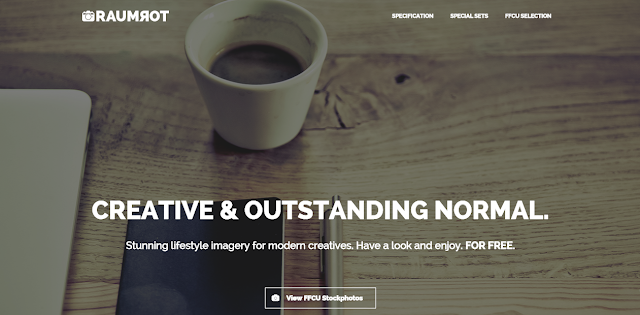 RAUMЯOT
SPECIFICATION SPECIAL SETS FFCU SELECTION
CREATIVE & OUTSTANDING NORMAL.
Stunning lifestyle imagery for modern creatives. Have a look and enjoy. FOR FREE.
View FFCU Stockphotos